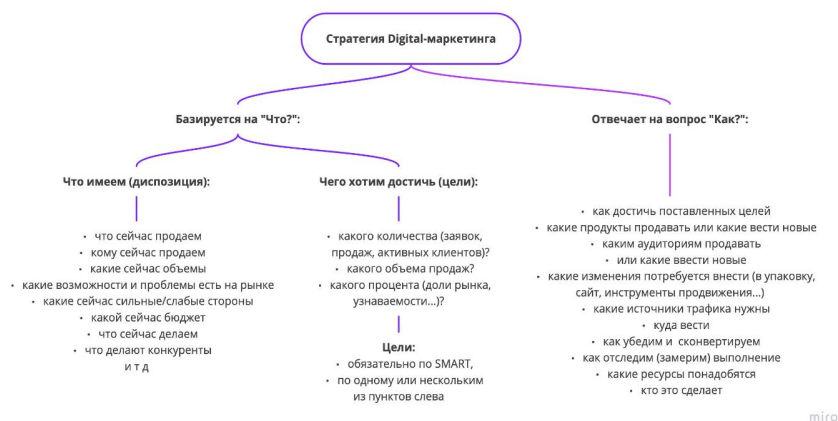 Стратегия Digital-маркетинга
Базируется на "Что?":
Отвечает на вопрос "Как?":
Что имеем (диспозиция):
• что сейчас продаем
• кому сейчас продаем
• какие сейчас объемы
• какие возможности и проблемы есть на рынке
• какие сейчас сильные/слабые стороны
• какой сейчас бюджет
• что сейчас делаем
• что делают конкуренты
и т д
Чего хотим достичь (цели):
• какого количества (заявок,
продаж, активных клиентов)?
• какого объема продаж?
• какого процента (доли рынка,
узнаваемости...)?
Цели:
• обязательно по SMART,
• по одному или нескольким
из пунктов слева
• как достичь поставленных целей
• какие продукты продавать или какие вести новые
• каким аудиториям продавать
• или какие ввести новые
• какие изменения потребуется внести (в упаковку,
сайт, инструменты продвижения...)
• какие источники трафика нужны
• куда вести
• как убедим и сконвертируем
• как отследим (замерим) выполнение
• какие ресурсы понадобятся
• кто это сделает
miro